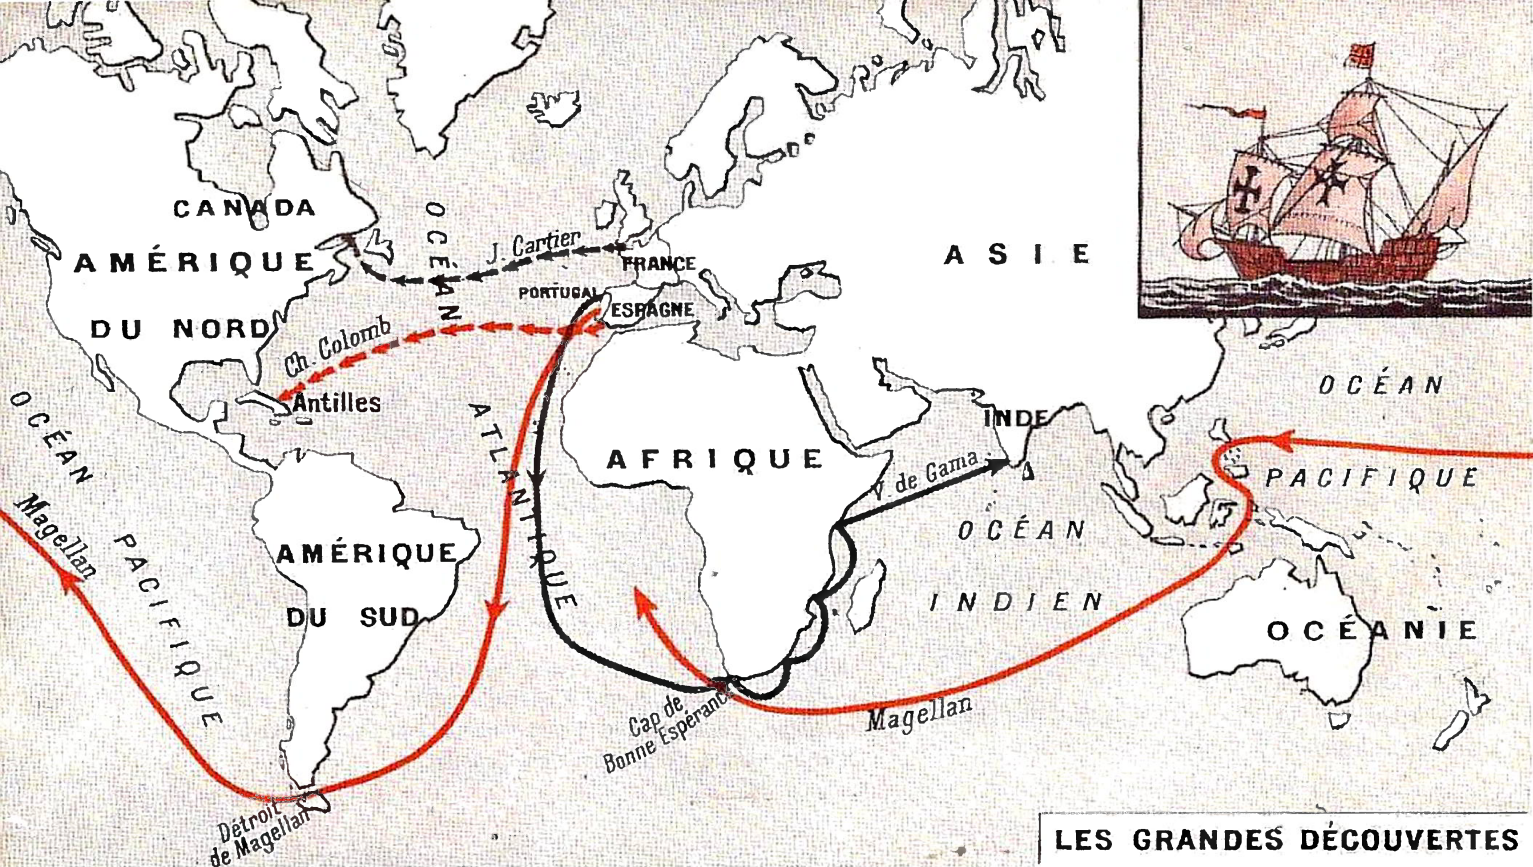 CANADA
AMÉRIQUE
DU NORD
OCÉAN
ATLANTIQUE
J. Cartier
FRANCE
PORTUGAL
ESPAGNE
Ch. Colomb
Antilles
ASIE
OCÉAN
PACIFIQUE
INDE
AFRIQUE
V. de Gama
OCÉAN
INDIEN
OCÉAN
PACIFIQUE
Magellan
AMÉRIQUE
DU SUD
OCÉANIE
Cap de
Bonne Espérance
Magellan
Détroit
de Magellan
LES GRANDES DÉCOUVERTES